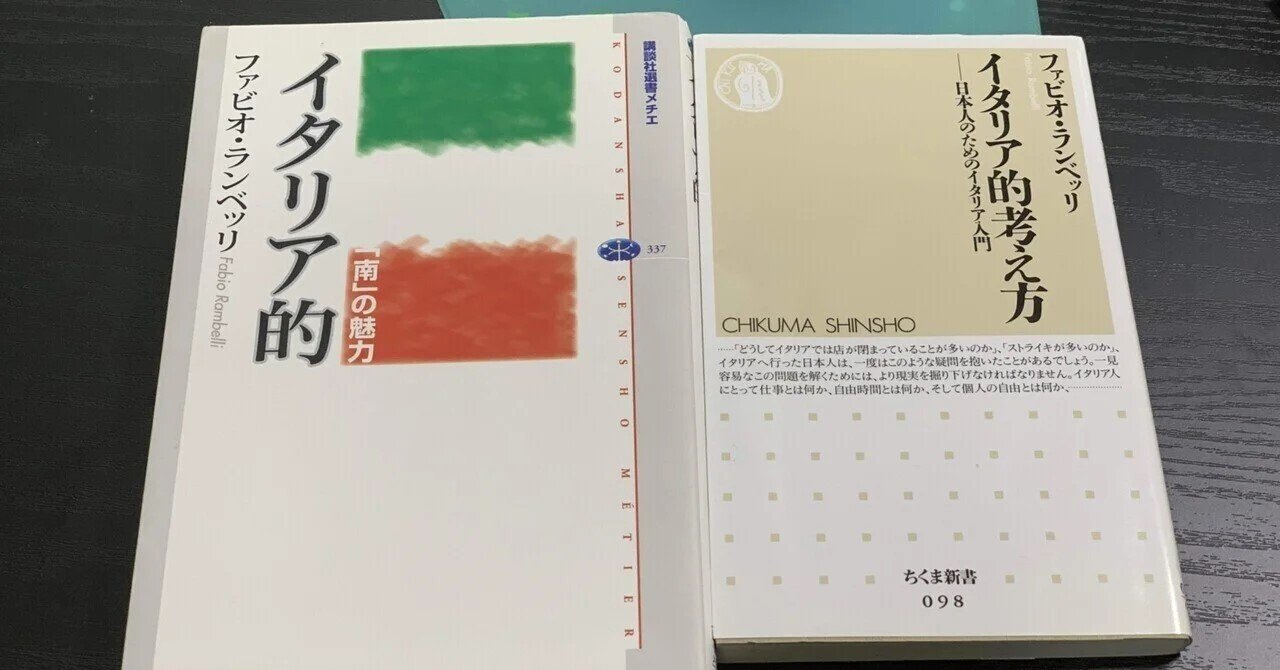 講談社選書メチエ
KODANSHA SENSHO MÉTIER
337
イタリア的
「南」の魅力
ファビオ・ランベッリ
Fabio Rambelli
ファビオ・ランベッリ
Fabio Rambelli
イタリア的考え方
──日本人のためのイタリア入門
CHIKUMA SHINSHO
……「どうしてイタリアでは店が閉まっていることが多いのか」、「ストライキが多いのか」、
イタリアへ行った日本人は、一度はこのような疑問を抱いたことがあるでしょう。一見
容易なこの問題を解くためには、より現実を掘り下げなければなりません。イタリア人
にとって仕事とは何か、自由時間とは何か、そして個人の自由とは何か、…………
ちくま新書
098